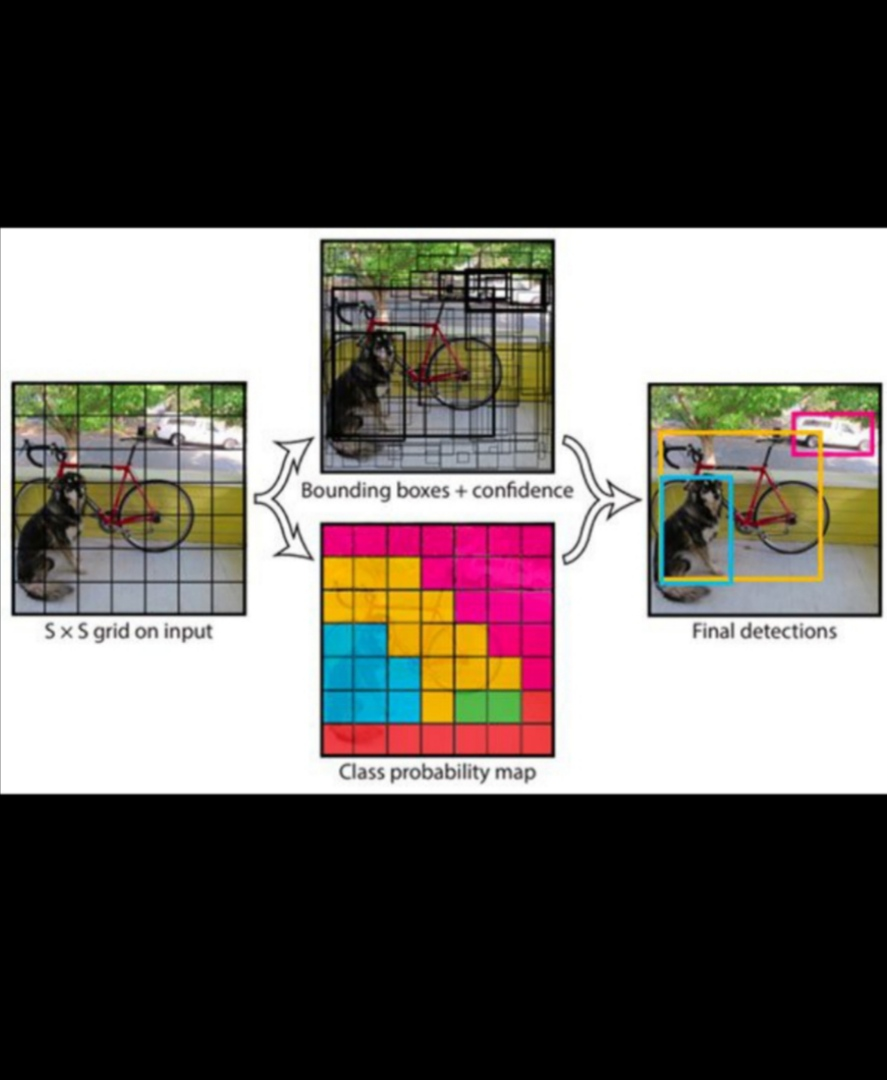 Bounding boxes + confidence
S × S grid on input
Final detections
Class probability map